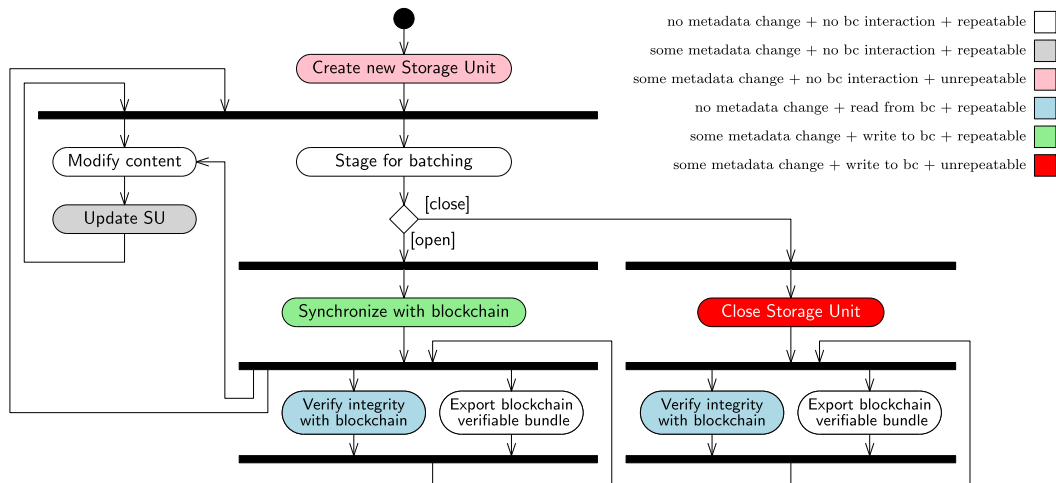 no metadata change + no bc interaction + repeatable
some metadata change + no bc interaction + repeatable
Create new Storage Unit
some metadata change + no bc interaction + unrepeatable
no metadata change + read from bc + repeatable
some metadata change + write to bc + repeatable
some metadata change + write to bc + unrepeatable
Modify content
Stage for batching
[close]
Update SU
[open]
Synchronize with blockchain
Close Storage Unit
Verify integrity
with blockchain
Export blockchain
verifiable bundle
Verify integrity
with blockchain
Export blockchain
verifiable bundle